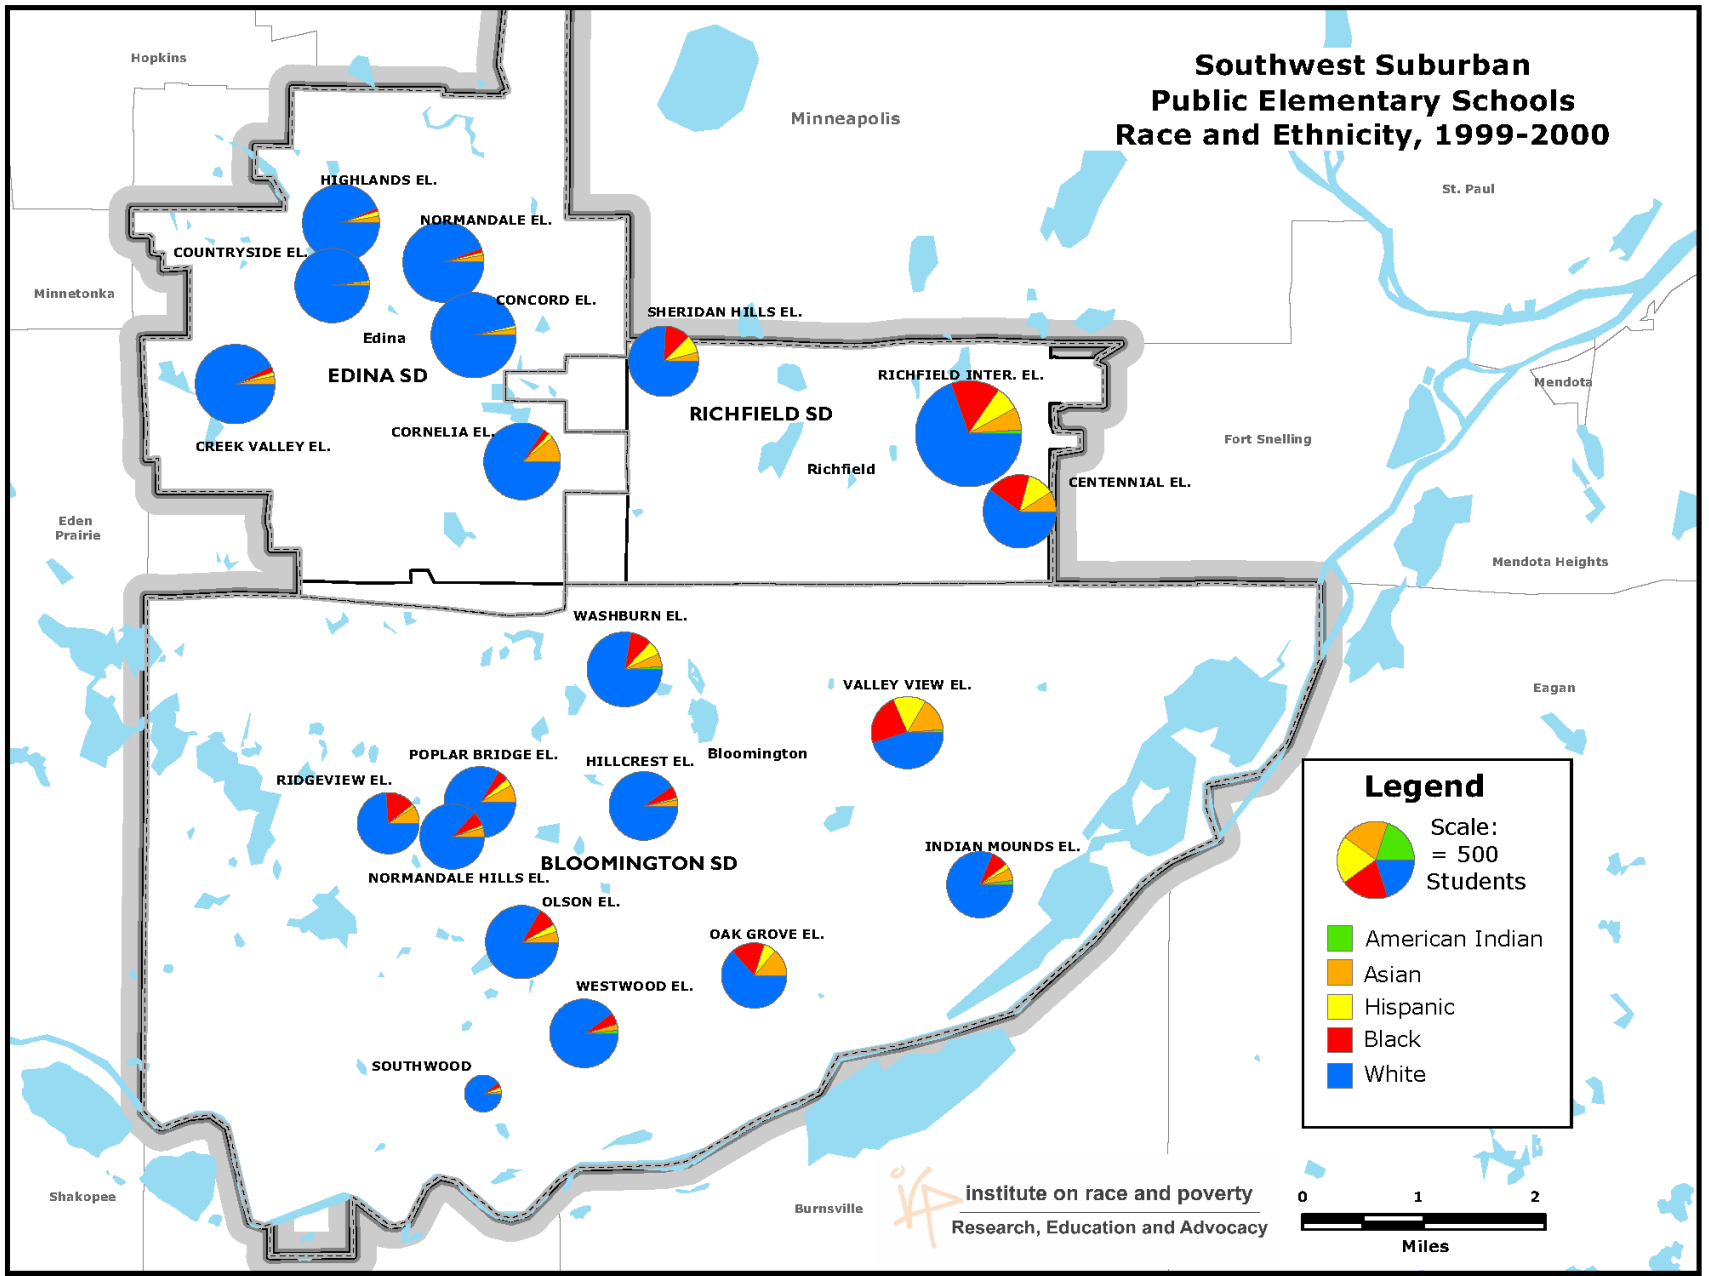 Southwest Suburban
Public Elementary Schools
Race and Ethnicity, 1999-2000
Hopkins
Minneapolis
St. Paul
HIGHLANDS EL.
NORMANDALE EL.
COUNTRYSIDE EL.
Minnetonka
CONCORD EL.
SHERIDAN HILLS EL.
Edina
EDINA SD
RICHFIELD INTER. EL.
Mendota
RICHFIELD SD
CORNELIA EL.
CREEK VALLEY EL.
Fort Snelling
Richfield
CENTENNIAL EL.
Eden
Prairie
Mendota Heights
WASHBURN EL.
VALLEY VIEW EL.
Eagan
POPLAR BRIDGE EL.
Bloomington
HILLCREST EL.
RIDGEVIEW EL.
INDIAN MOUNDS EL.
BLOOMINGTON SD
NORMANDALE HILLS EL.
OLSON EL.
OAK GROVE EL.
WESTWOOD EL.
SOUTHWOOD
Legend
Scale:
= 500
Students
American Indian
Asian
Hispanic
Black
White
Shakopee
Burnsville
institute on race and poverty
Research, Education and Advocacy
0 1 2
Miles